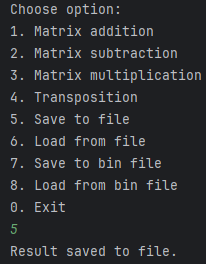 Choose option:
1. Matrix addition
2. Matrix subtraction
3. Matrix multiplication
4. Transposition
5. Save to file
6. Load from file
7. Save to bin file
8. Load from bin file
0. Exit
5
Result saved to file.